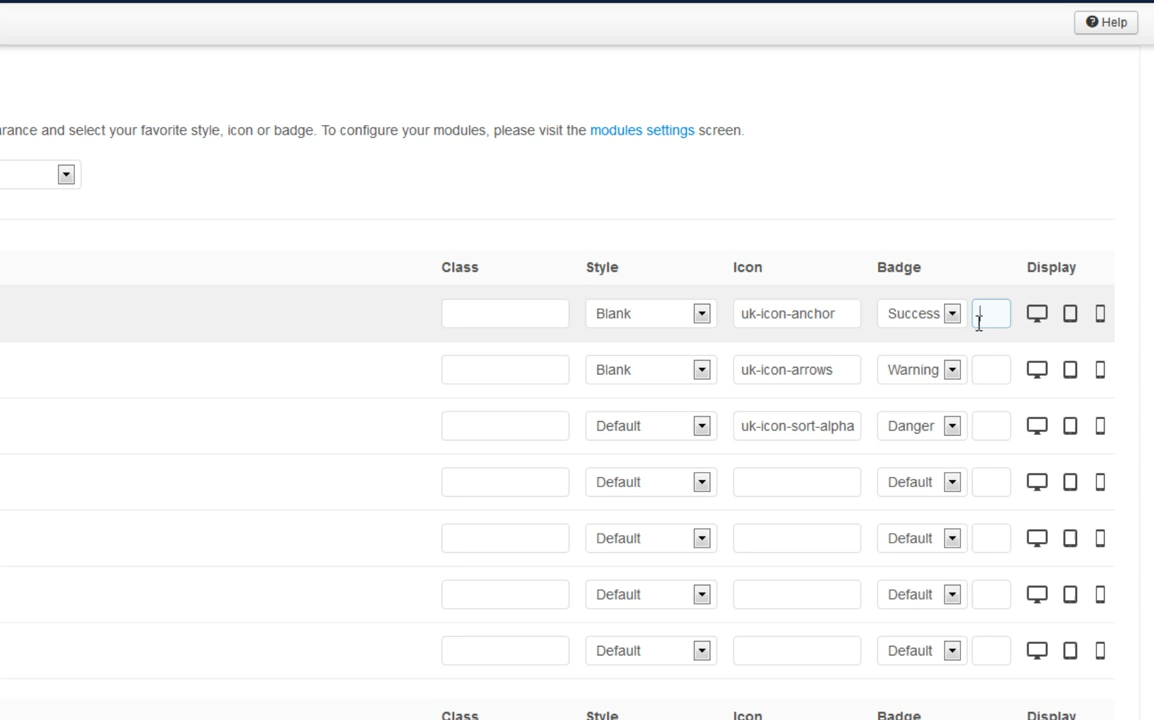 Help
rance and select your favorite style, icon or badge. To configure your modules, please visit the modules settings screen.
Class Style Icon Badge Display
Blank uk-icon-anchor Success
Blank uk-icon-arrows Warning
Default uk-icon-sort-alpha Danger
Default Default
Default Default
Default Default
Default Default
Class Style Icon Badge Display